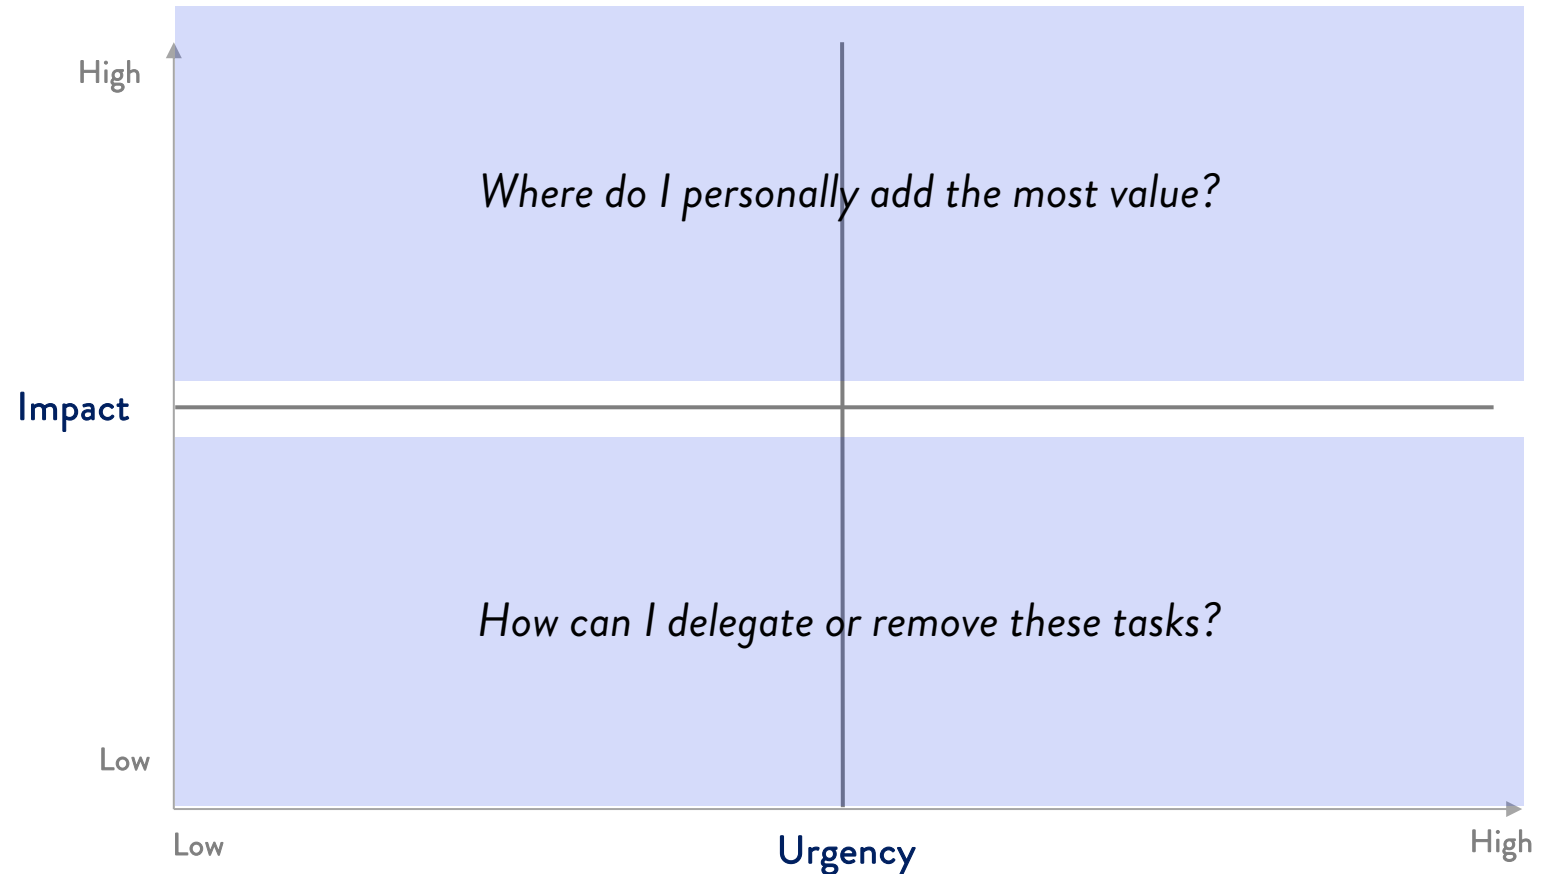 High
Where do I personally add the most value?
Impact
How can I delegate or remove these tasks?
Low
Low
Urgency
High